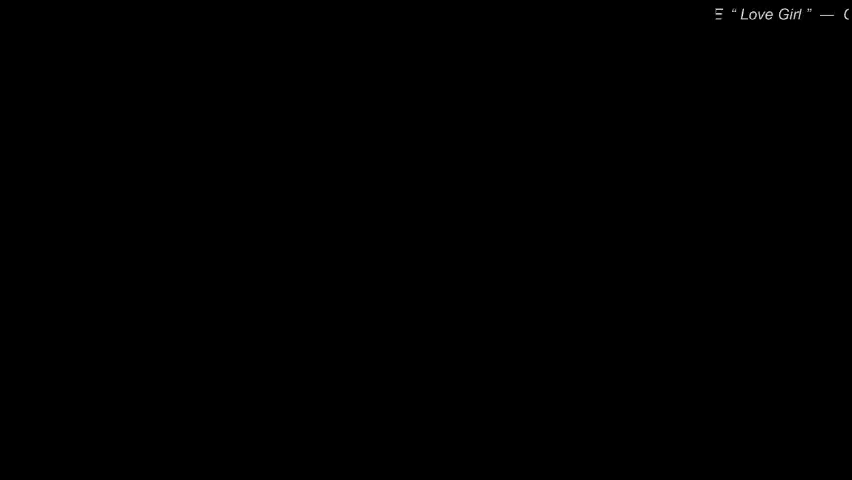 “ Love Girl ” —